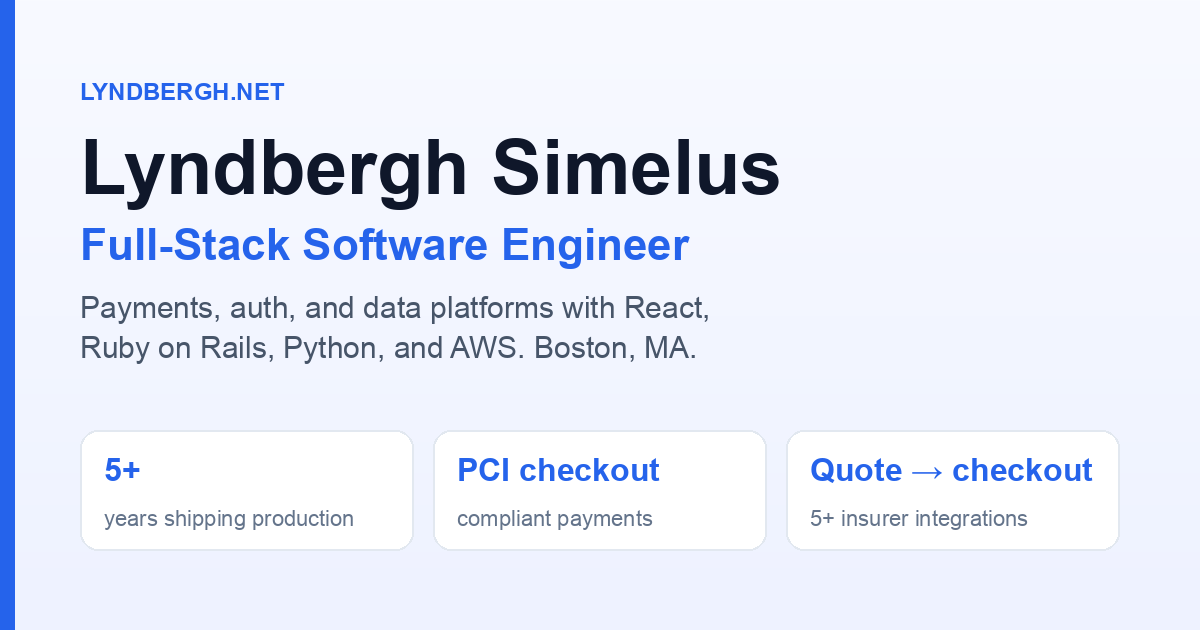 LYNDBERGH.NET
Lyndbergh Simelus
Full-Stack Software Engineer
Payments, auth, and data platforms with React,
Ruby on Rails, Python, and AWS. Boston, MA.
5+
years shipping production
PCI checkout
compliant payments
Quote → checkout
5+ insurer integrations